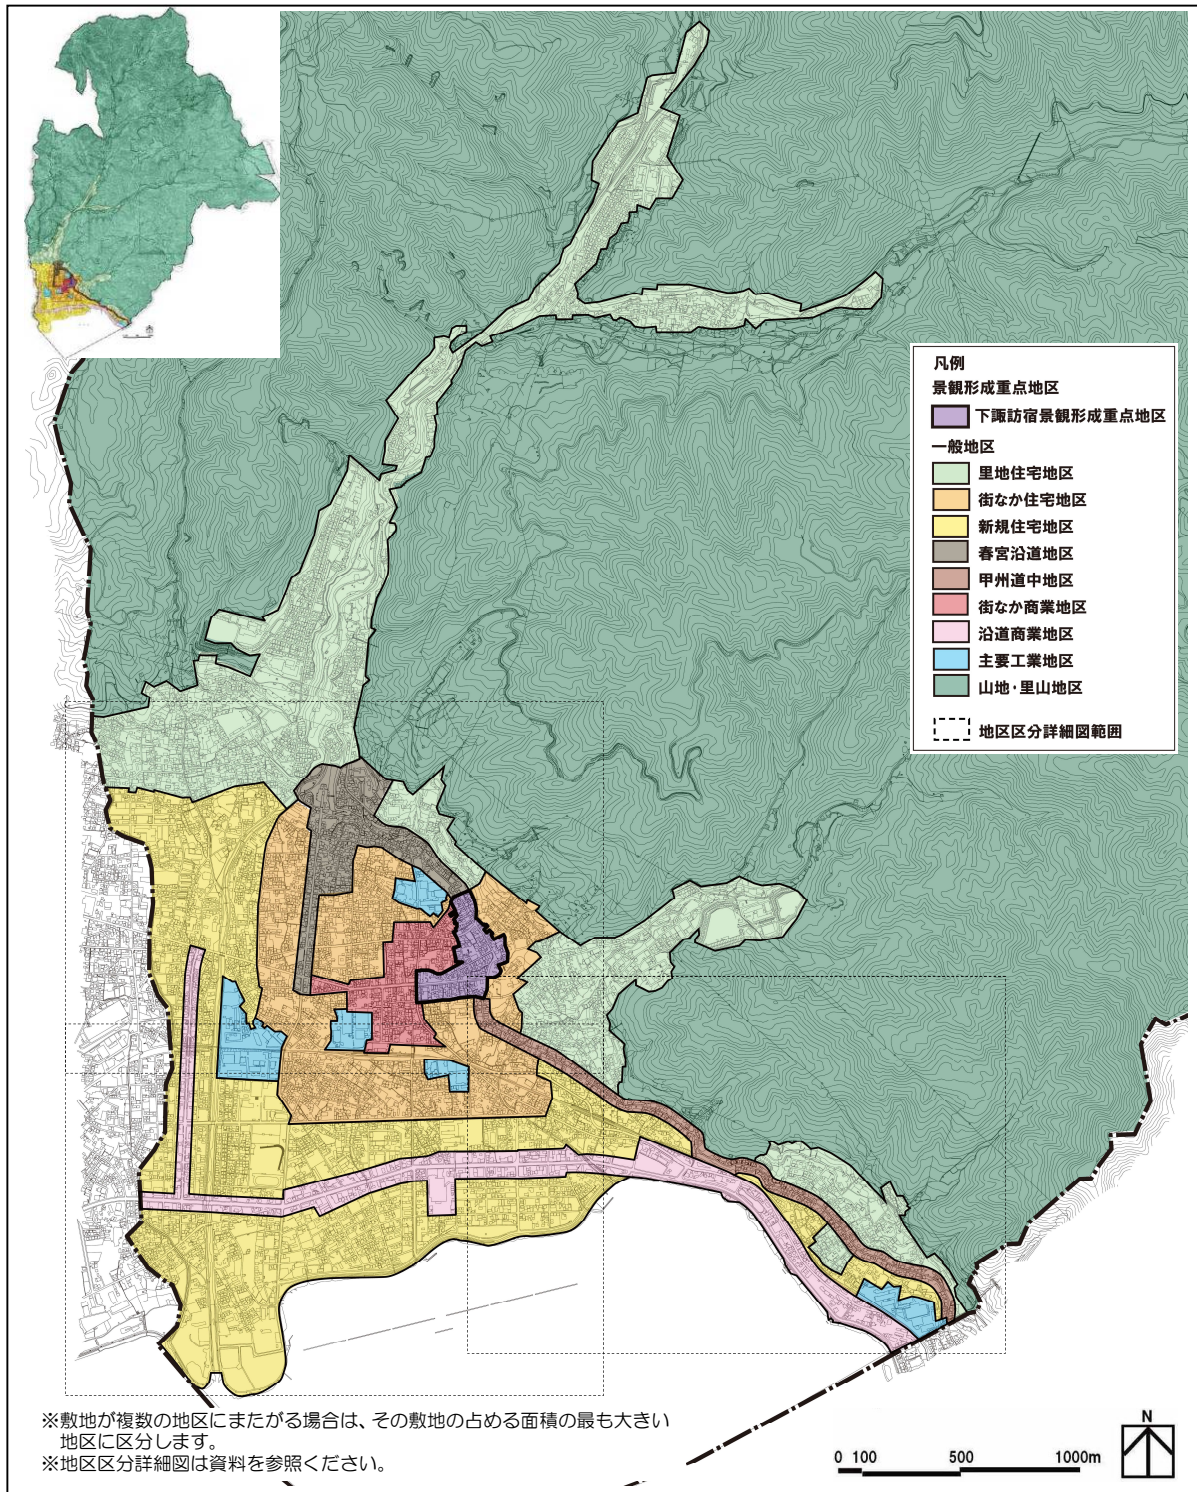 凡例
景観形成重点地区
下諏訪宿景観形成重点地区
一般地区
里地住宅地区
街なか住宅地区
新規住宅地区
春宮沿道地区
甲州道中地区
街なか商業地区
沿道商業地区
主要工業地区
山地・里山地区
地区区分詳細図範囲
※敷地が複数の地区にまたがる場合は、その敷地の占める面積の最も大きい
地区に区分します。
※地区区分詳細図は資料を参照ください。
0 100 500 1000m
N